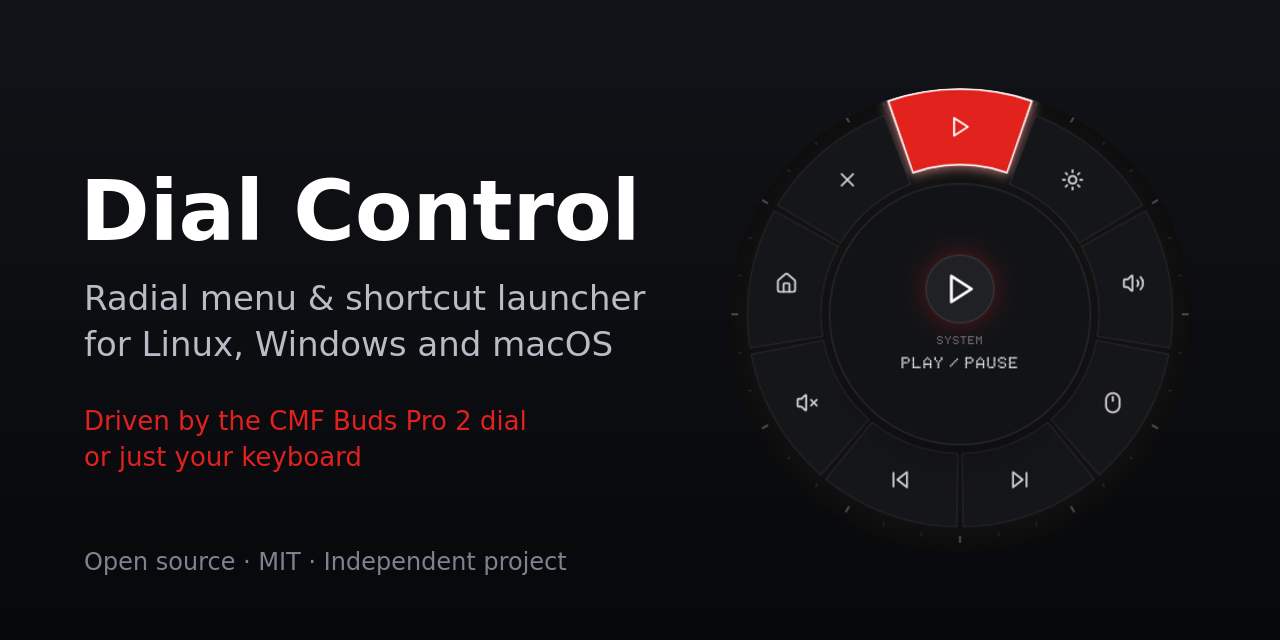 Dial Control
Radial menu & shortcut launcher
for Linux, Windows and macOS
Driven by the CMF Buds Pro 2 dial
or just your keyboard
Open source · MIT · Independent project
SYSTEM
PLAY / PAUSE